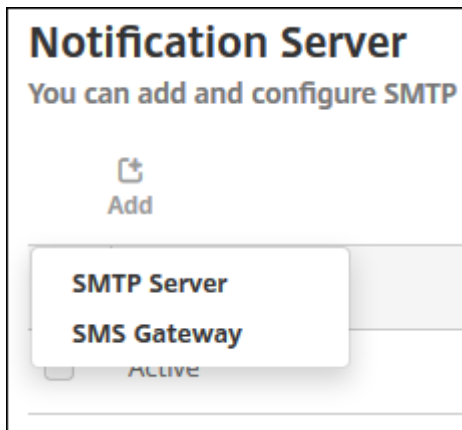 Notification Server
You can add and configure SMTP
Add
SMTP Server
SMS Gateway
Active